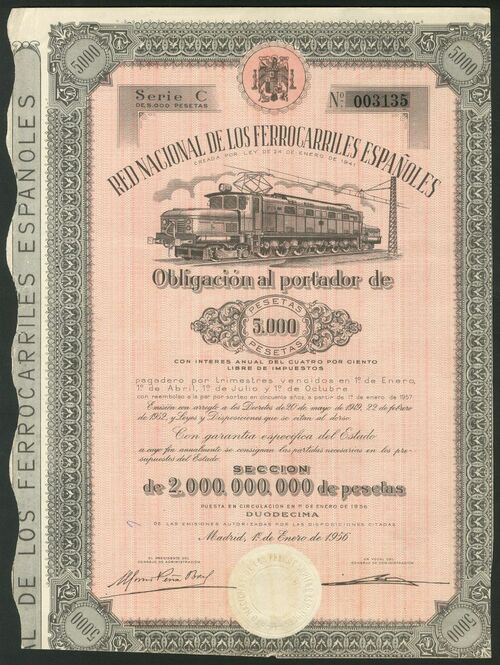 5000
5000
Serie C
DE 5.000 PESETAS
Nº. 003135
RED NACIONAL DE LOS FERROCARRILES ESPAÑOLES
CREADA POR LEY DE 24 DE ENERO DE 1941
Obligación al portador de
PESETAS
5.000
PESETAS
CON INTERES ANUAL DEL CUATRO POR CIENTO
LIBRE DE IMPUESTOS
pagadero por trimestres vencidos en 1º de Enero,
1º de Abril, 1º de Julio y 1º de Octubre
con reembolso a la par por sorteo en cincuenta años, a partir de 1º de enero de 1957
Emisión con arreglo a los Decretos de 20 de mayo de 1949, 22 de febrero
de 1952, y Leyes y Disposiciones que se citan al dorso
Con garantía específica del Estado
a cuyo fin anualmente se consignan las partidas necesarias en los pre-
supuestos del Estado
SECCION
de 2.000,000,000 de pesetas
PUESTA EN CIRCULACION EN 1º DE ENERO DE 1956
DUODECIMA
DE LAS EMISIONES AUTORIZADAS POR LAS DISPOSICIONES CITADAS
Madrid, 1º de Enero de 1956
EL PRESIDENTE DEL
CONSEJO DE ADMINISTRACION
UN VOCAL DEL
CONSEJO DE ADMINISTRACION
5000
5000
L DE LOS FERROCARRILES ESPAÑOLES